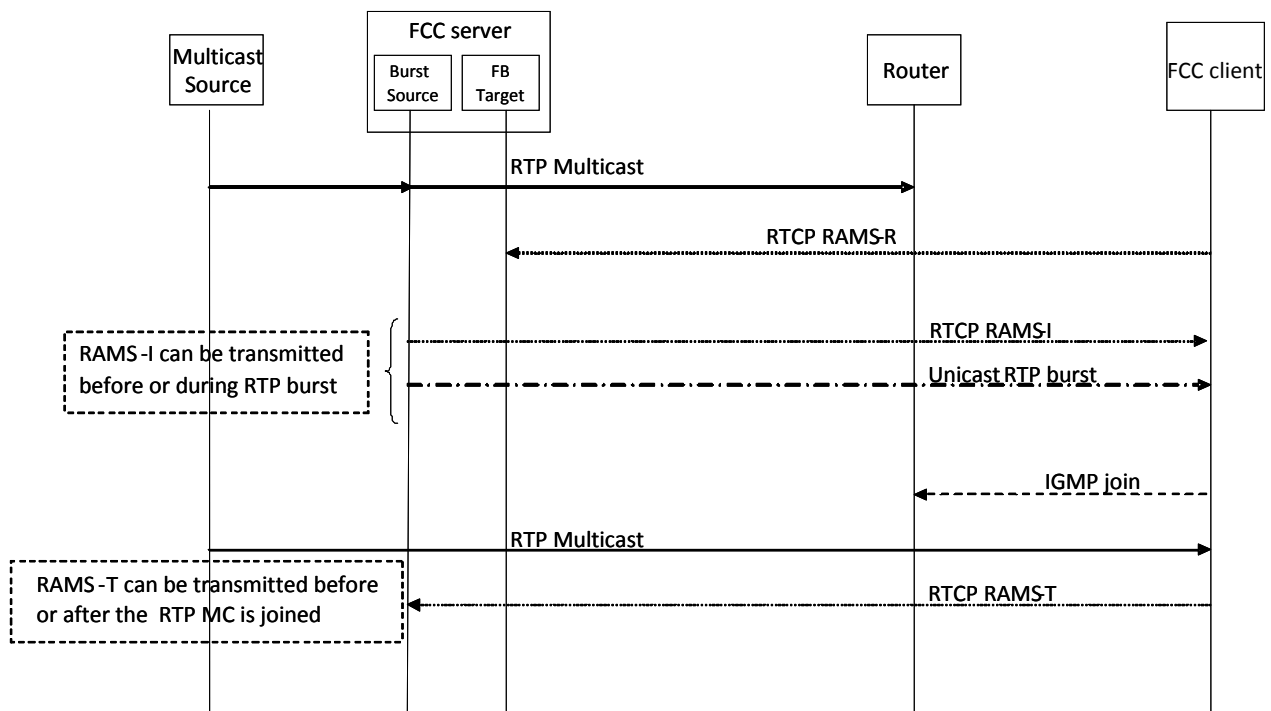 FCC server
Multicast
Source
Burst
Source
FB
Target
Router
FCC client
RTP Multicast
RTCP RAMS-R
RAMS-I can be transmitted
before or during RTP burst
RTCP RAMS-I
Unicast RTP burst
IGMP join
RTP Multicast
RAMS-T can be transmitted before
or after the RTP MC is joined
RTCP RAMS-T